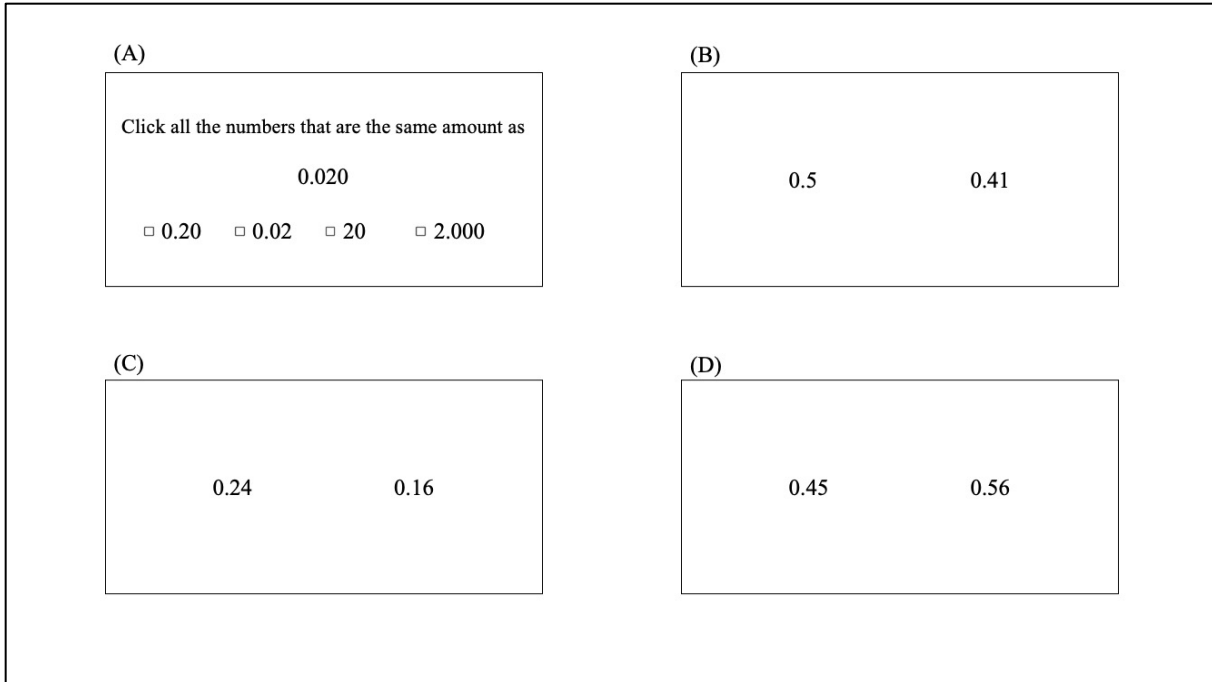 (A)
Click all the numbers that are the same amount as
0.020
□ 0.20 □ 0.02 □ 20 □ 2.000
(B)
0.5 0.41
(C)
0.24 0.16
(D)
0.45 0.56